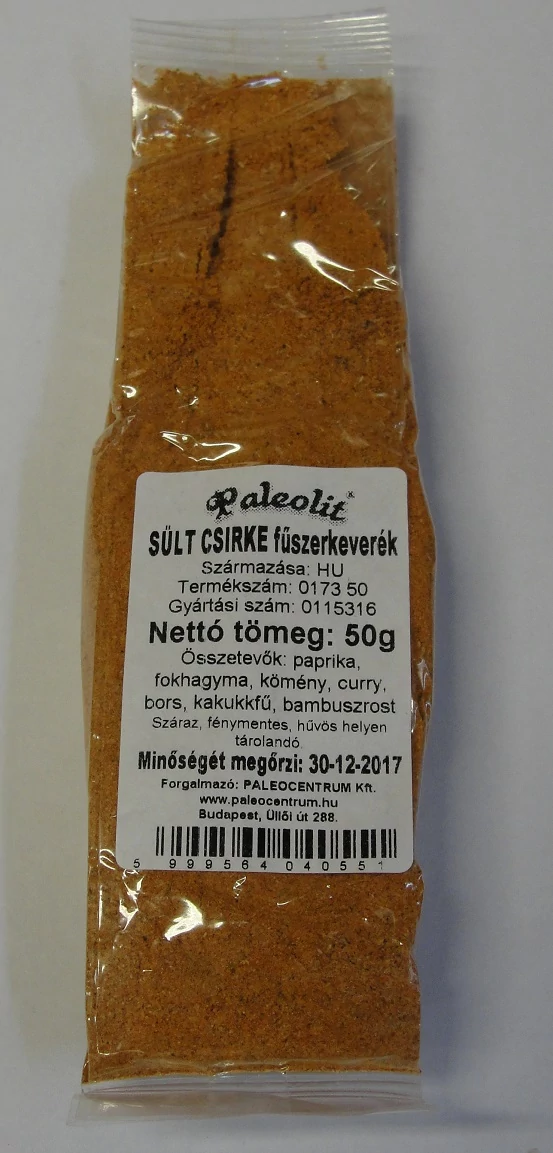 Paleolit
SÜLT CSIRKE fűszerkeverék
Származása: HU
Termékszám: 0173 50
Gyártási szám: 0115316
Nettó tömeg: 50g
Összetevők: paprika,
fokhagyma, kömény, curry,
bors, kakukkfű, bambuszrost
Száraz, fénymentes, hűvös helyen
tárolandó
Minőségét megőrzi: 30-12-2017
Forgalmazó: PALEOCENTRUM Kft.
www.paleocentrum.hu
Budapest, Üllői út 288.
5 999564 040551